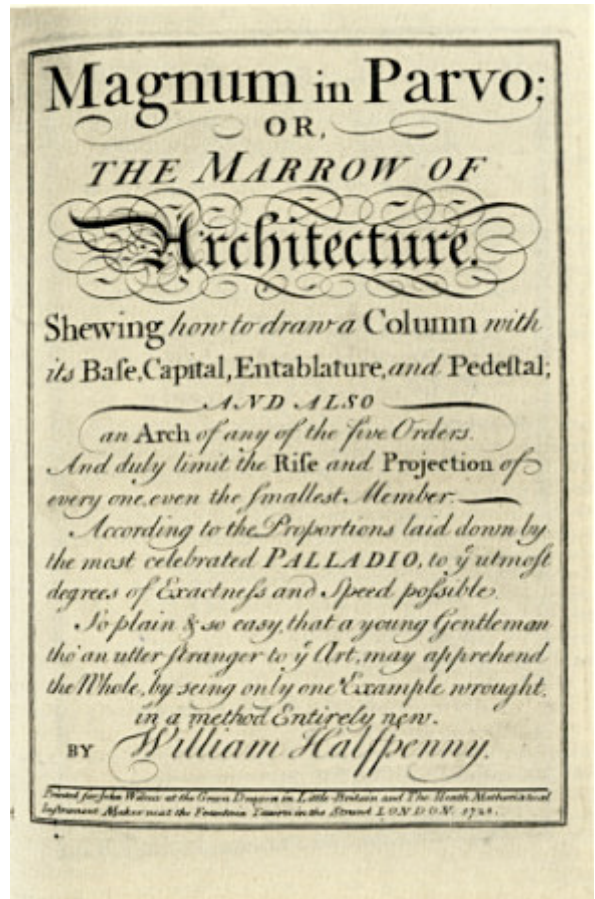 Magnum in Parvo;
OR,
THE MARROW OF
Architecture.
Shewing how to draw a Column with
its Baſe, Capital, Entablature, and Pedeſtal;
AND ALSO
an Arch of any of the five Orders.
And duly limit the Riſe and Projection of
every one, even the ſmallest Member.
According to the Proportions laid down by
the most celebrated PALLADIO, to ẙ utmoſt
degrees of Exactneſs and Speed poſsible.
So plain & so easy, that a young Gentleman
tho' an utter ſtranger to ẙ Art, may apprehend
the Whole, by seing only one Example wrought,
in a method Entirely new.
BY William Halfpenny.
Printed for John Wilcox at the Green Dragon in Little-Britain and Tho. Heath Mathematical
Instrument Maker next the Fountain Tavern in the Strand LONDON.